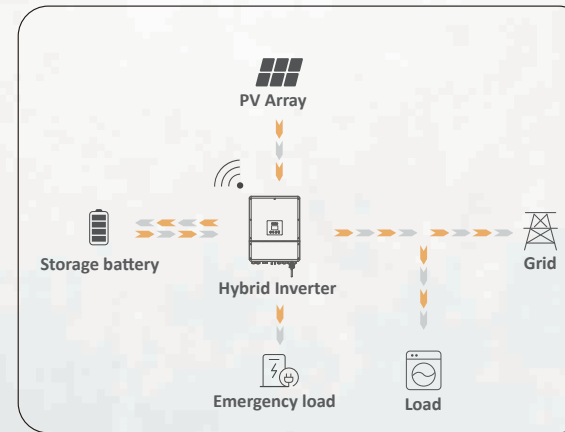 PV Array
Storage battery
Hybrid Inverter
Grid
Emergency load
Load